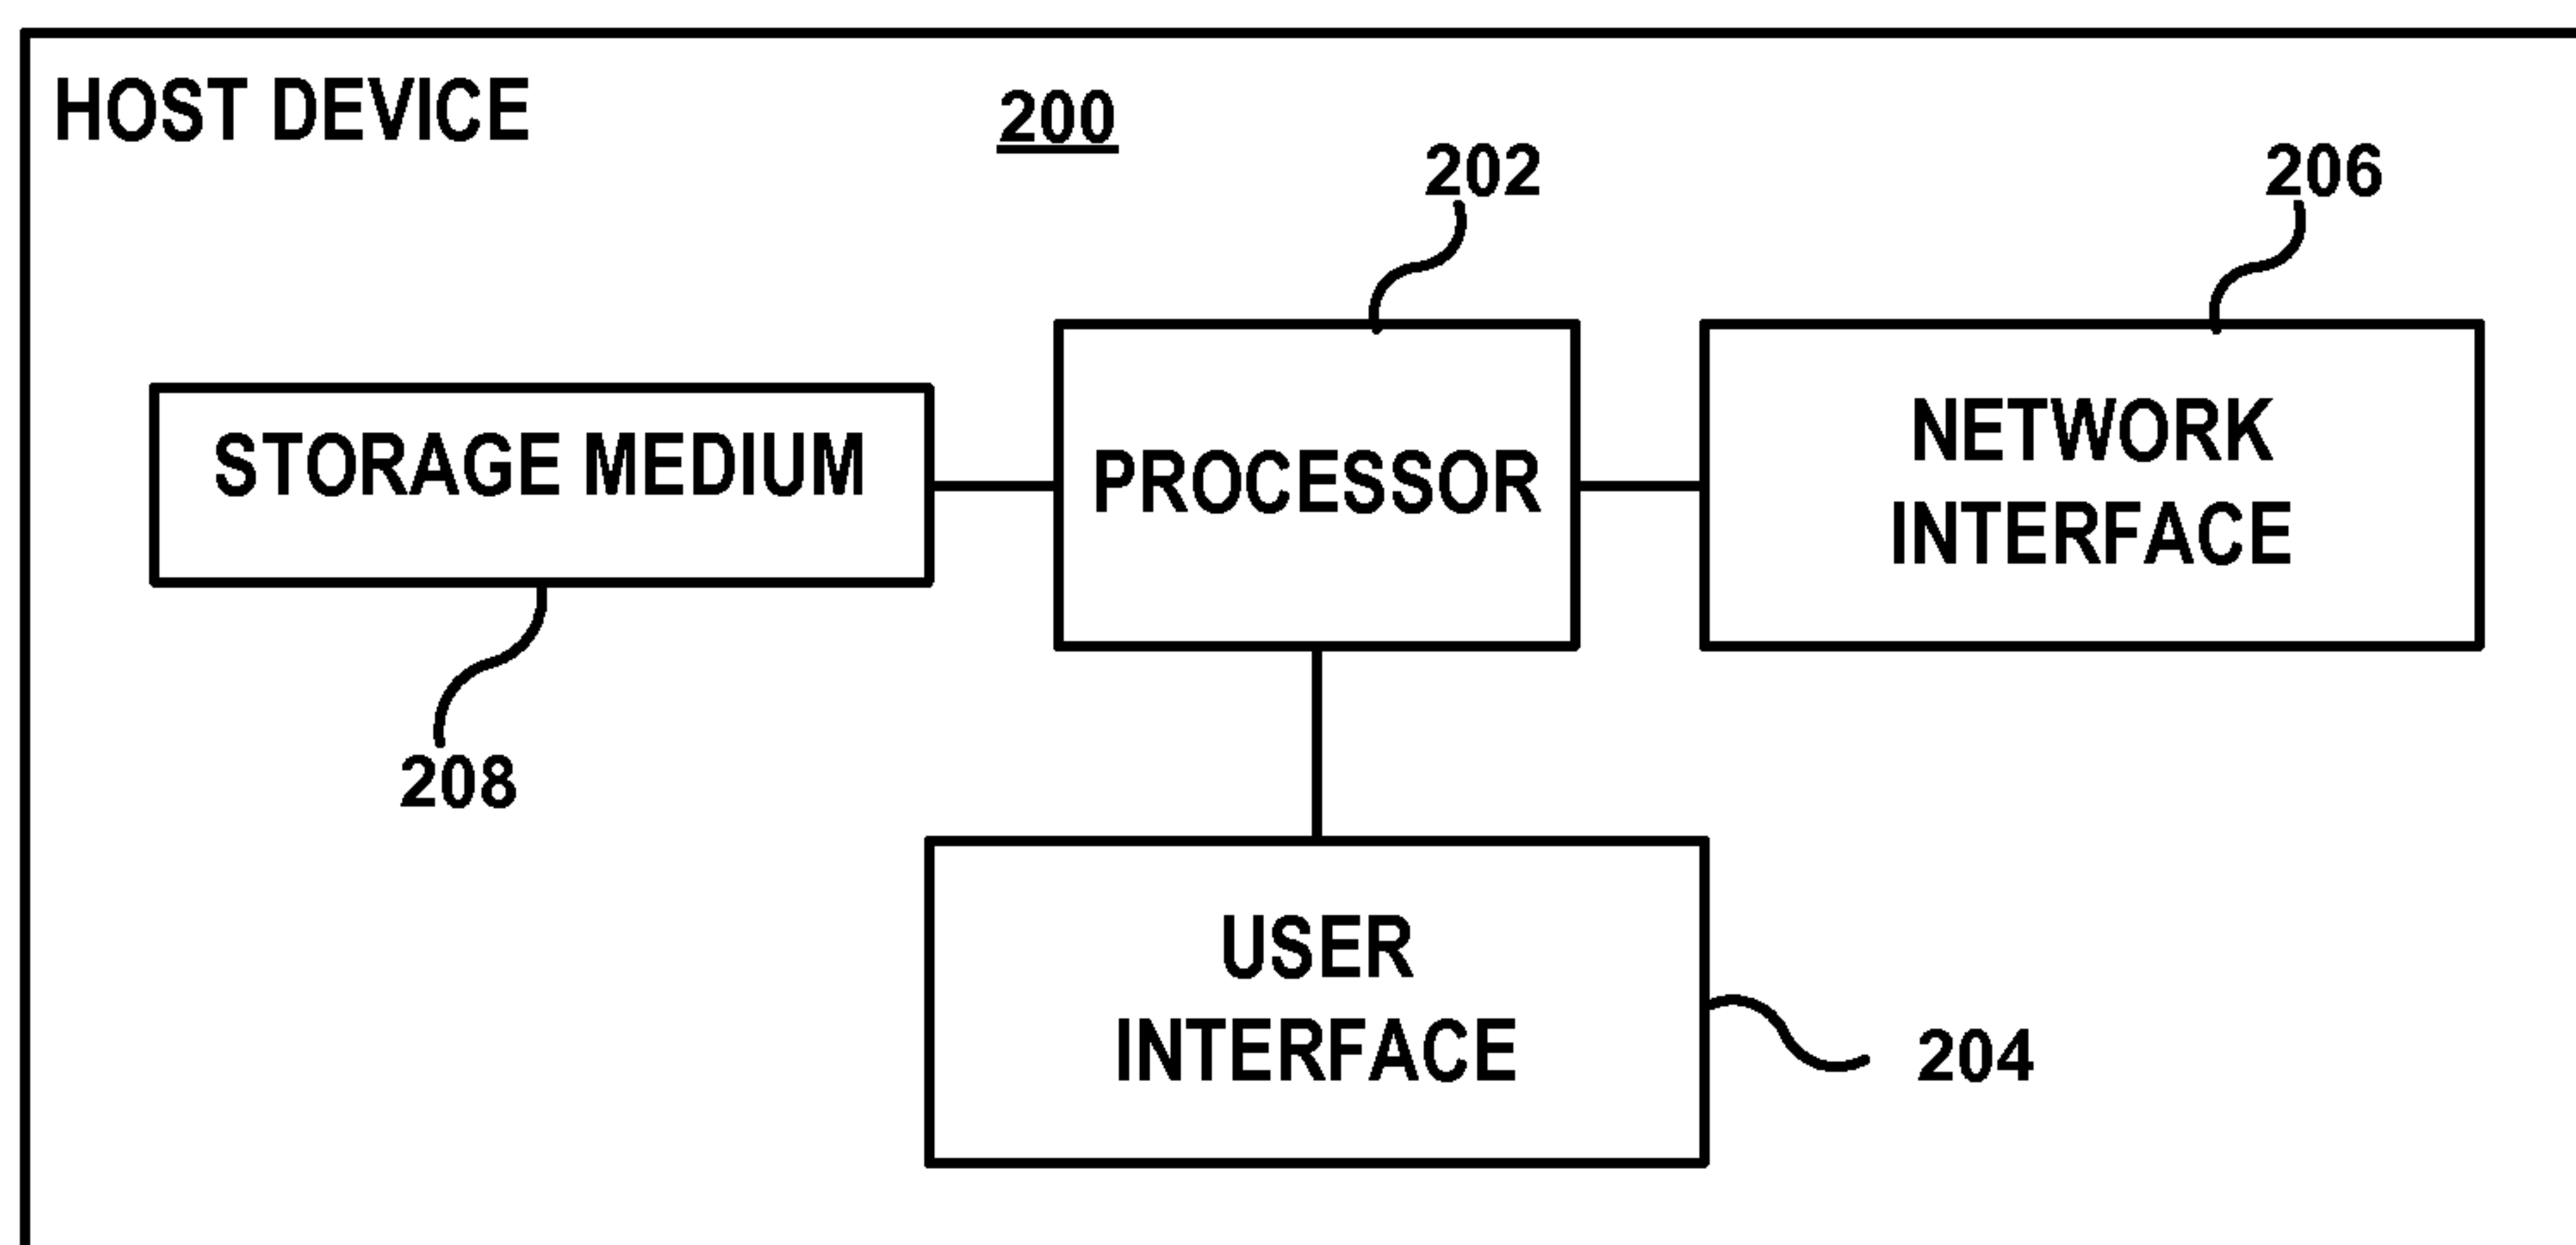 HOST DEVICE
200
202
206
STORAGE MEDIUM
PROCESSOR
NETWORK
INTERFACE
208
USER
INTERFACE
204